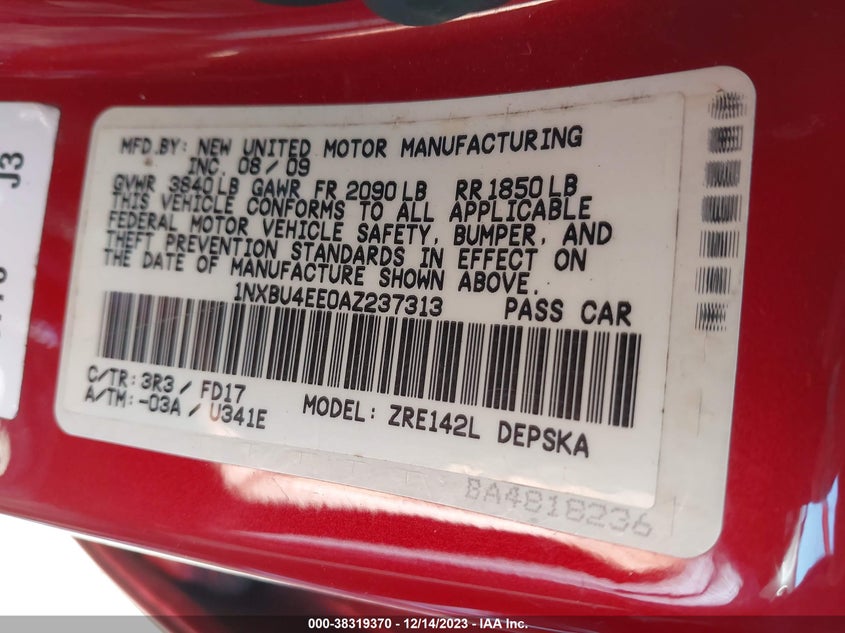 J3
MFD.BY: NEW UNITED MOTOR MANUFACTURING
INC. 08/09
GVWR 3840LB GAWR FR 2090LB RR 1850LB
THIS VEHICLE CONFORMS TO ALL APPLICABLE
FEDERAL MOTOR VEHICLE SAFETY, BUMPER, AND
THEFT PREVENTION STANDARDS IN EFFECT ON
THE DATE OF MANUFACTURE SHOWN ABOVE.
1NXBU4EE0AZ237313 PASS CAR
C/TR: 3R3 / FD17
A/TM: -03A / U341E
MODEL: ZRE142L DEPSKA
BA4818236
000-38319370 - 12/14/2023 - IAA Inc.